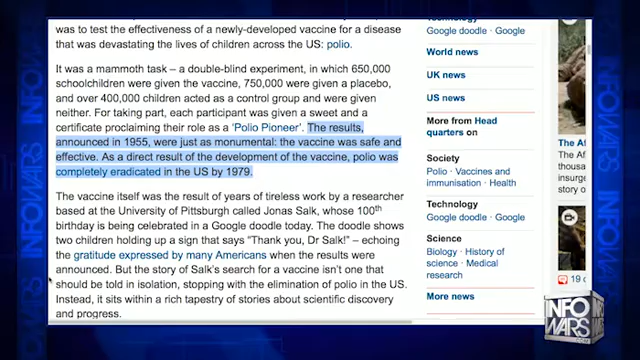 was to test the effectiveness of a newly-developed vaccine for a disease
that was devastating the lives of children across the US: polio.
It was a mammoth task – a double-blind experiment, in which 650,000
schoolchildren were given the vaccine, 750,000 were given a placebo,
and over 400,000 children acted as a control group and were given
neither. For taking part, each participant was given a sweet and a
certificate proclaiming their role as a ‘Polio Pioneer’. The results,
announced in 1955, were just as monumental: the vaccine was safe and
effective. As a direct result of the development of the vaccine, polio was
completely eradicated in the US by 1979.
The vaccine itself was the result of years of tireless work by a researcher
based at the University of Pittsburgh called Jonas Salk, whose 100th
birthday is being celebrated in a Google doodle today. The doodle shows
two children holding up a sign that says “Thank you, Dr Salk!” – echoing
the gratitude expressed by many Americans when the results were
announced. But the story of Salk’s search for a vaccine isn’t one that
should be told in isolation, stopping with the elimination of polio in the US.
Instead, it sits within a rich tapestry of stories about scientific discovery
and progress.
Technology
Google doodle · Google
World news
UK news
US news
More from Head
quarters on
Society
Polio · Vaccines and
immunisation · Health
Technology
Google doodle · Google
Science
Biology · History of
science · Medical
research
More news
The A
The Af
thousa
insurge
story o
19 c
INFOWARS
INFOWARS
INFO
WARS
.COM